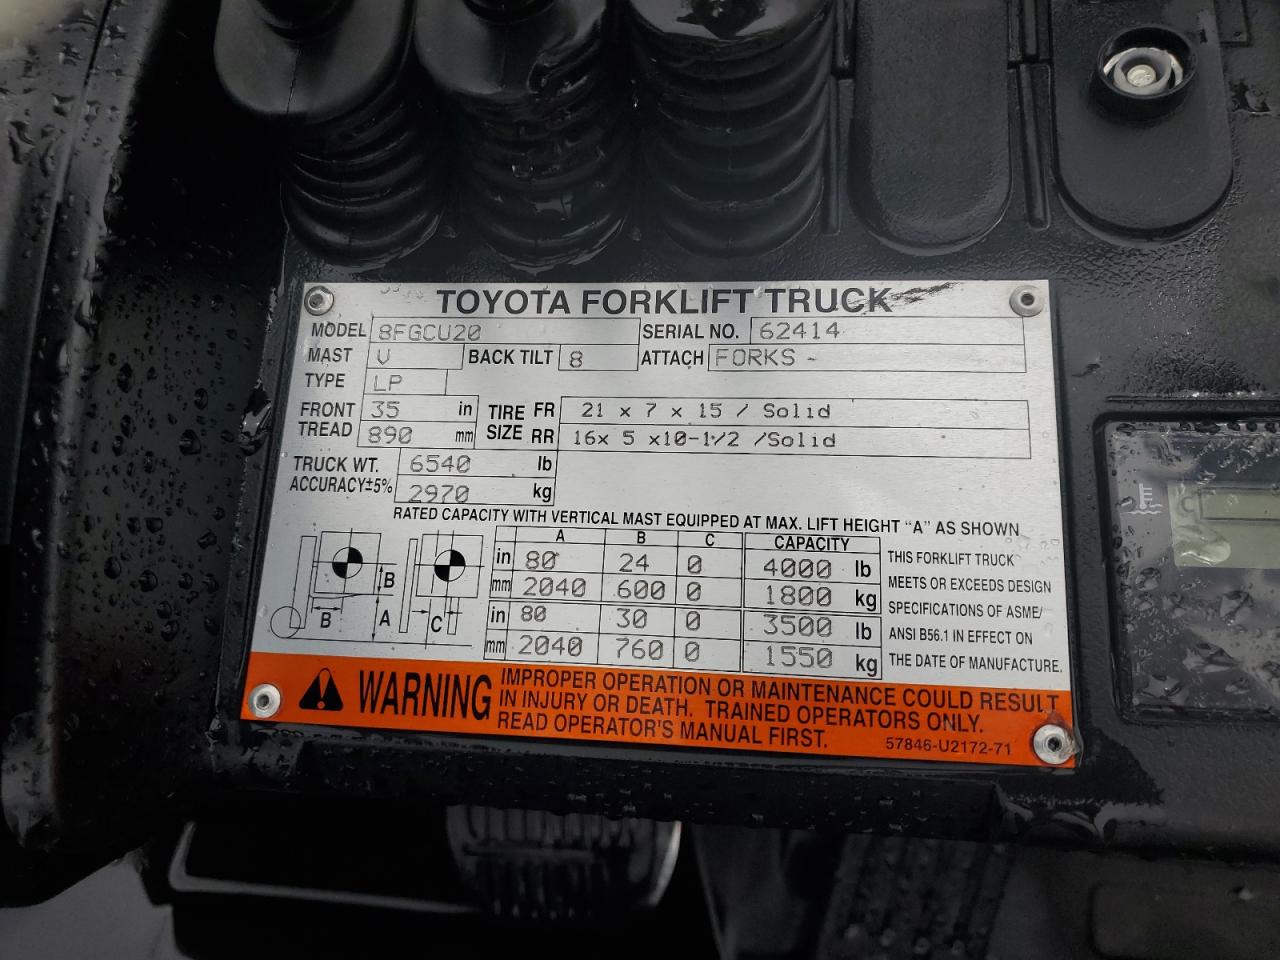 TOYOTA FORKLIFT TRUCK
MODEL 8FGCU20 SERIAL NO. 62414
MAST V BACK TILT 8 ATTACH FORKS -
TYPE LP
FRONT TREAD 35 in TIRE SIZE FR 21 x 7 x 15 / Solid
890 mm RR 16x 5 x10-1/2 /Solid
TRUCK WT. 6540 lb
ACCURACY±5% 2970 kg
RATED CAPACITY WITH VERTICAL MAST EQUIPPED AT MAX. LIFT HEIGHT "A" AS SHOWN
A B C CAPACITY
in 80 24 0 4000 lb
mm 2040 600 0 1800 kg
in 80 30 0 3500 lb
mm 2040 760 0 1550 kg
B B A C
THIS FORKLIFT TRUCK
MEETS OR EXCEEDS DESIGN
SPECIFICATIONS OF ASME/
ANSI B56.1 IN EFFECT ON
THE DATE OF MANUFACTURE.
WARNING
IMPROPER OPERATION OR MAINTENANCE COULD RESULT
IN INJURY OR DEATH. TRAINED OPERATORS ONLY.
READ OPERATOR'S MANUAL FIRST.
57846-U2172-71